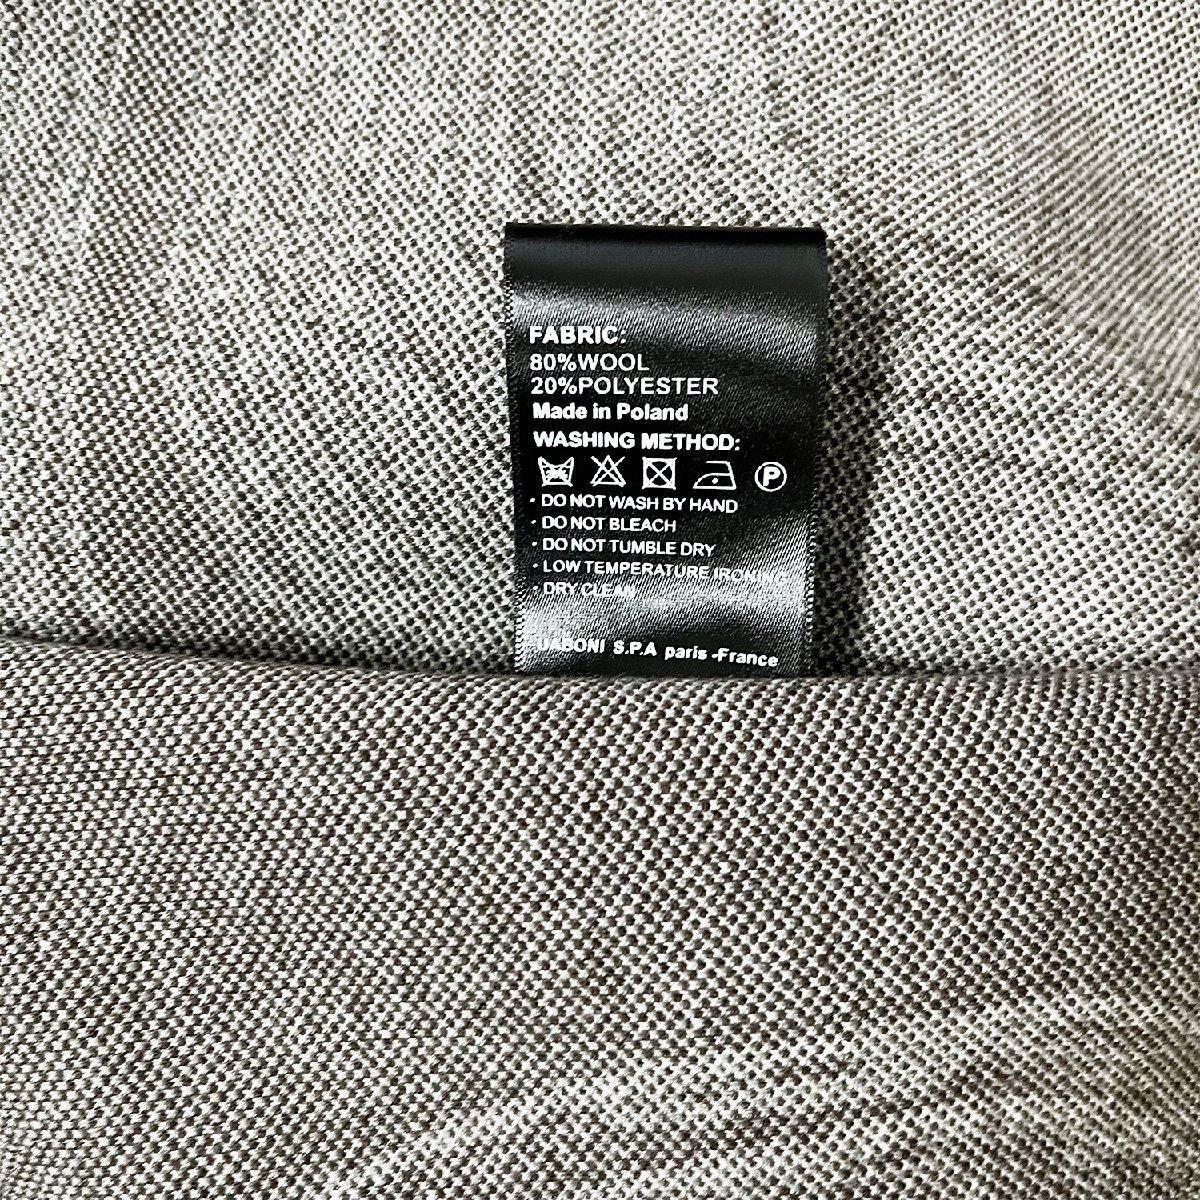 FABRIC:
80%WOOL
20%POLYESTER
Made in Poland
WASHING METHOD:
P
· DO NOT WASH BY HAND
· DO NOT BLEACH
· DO NOT TUMBLE DRY
· LOW TEMPERATURE IRONING
· DRY CLEAN
UABONI S.P.A paris -France